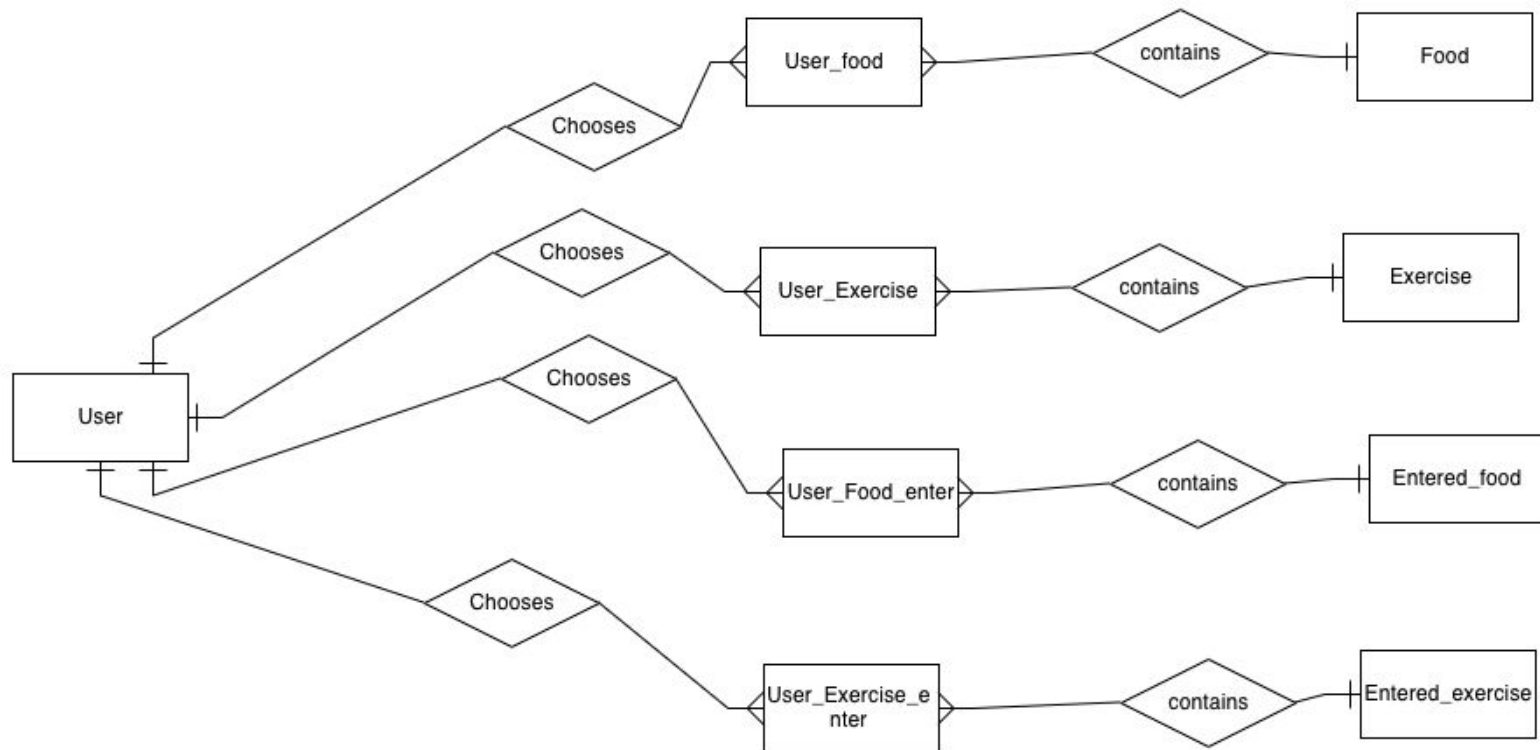 User_food
contains
Food
Chooses
Chooses
User_Exercise
contains
Exercise
User
Chooses
User_Food_enter
contains
Entered_food
Chooses
User_Exercise_e
nter
contains
Entered_exercise